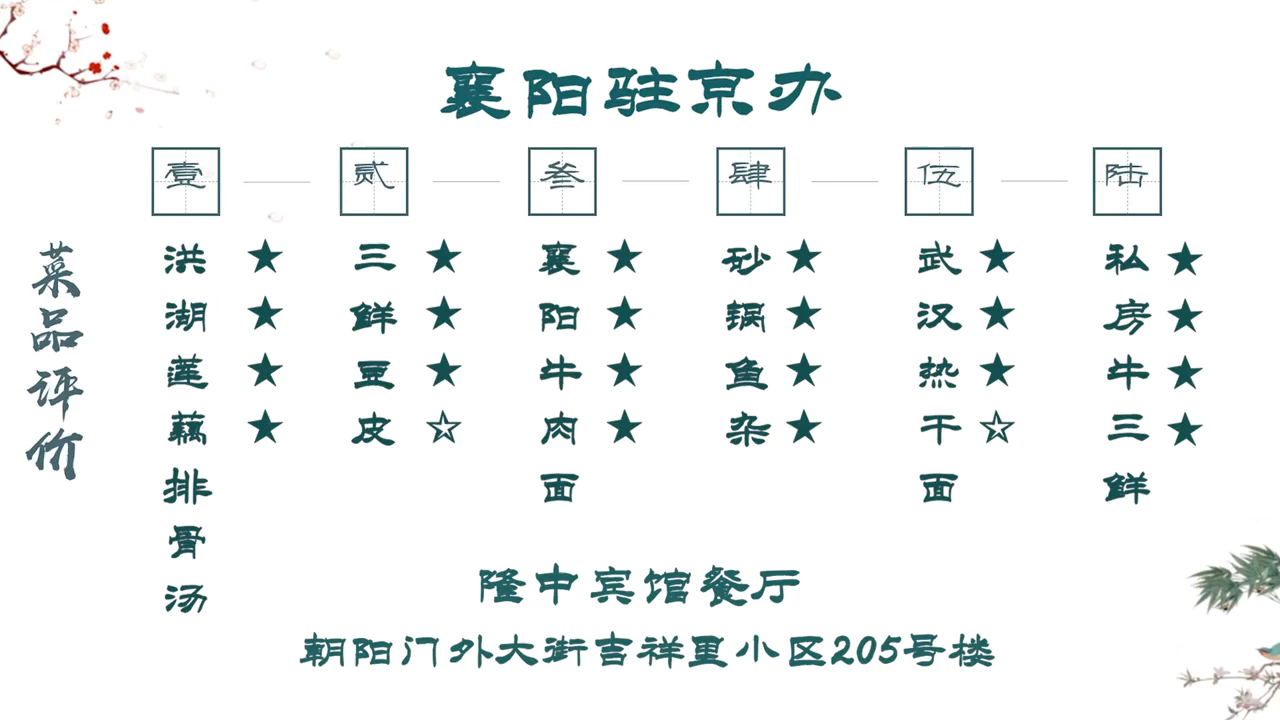 襄阳驻京办
壹 贰 叁 肆 伍 陆
菜品评价
洪湖莲藕排骨汤
★★★★
三鲜豆皮
★★★☆
襄阳牛肉面
★★★★
砂锅鱼杂
★★★★
武汉热干面
★★★☆
私房牛三鲜
★★★★
隆中宾馆餐厅
朝阳门外大街吉祥里小区205号楼